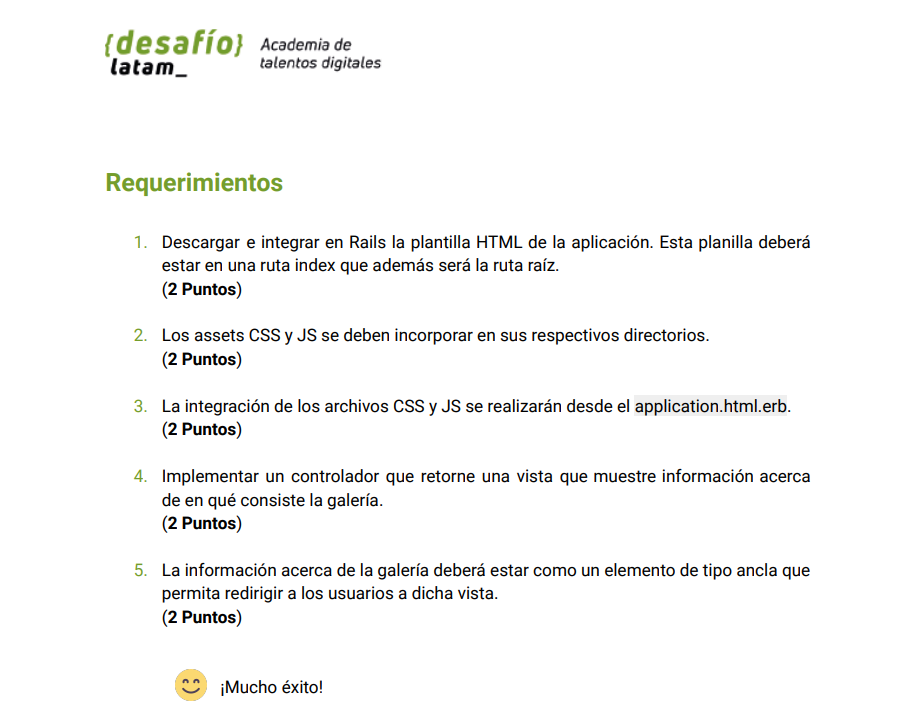 {desafío}
latam_
Academia de
talentos digitales
Requerimientos
1. Descargar e integrar en Rails la plantilla HTML de la aplicación. Esta planilla deberá
estar en una ruta index que además será la ruta raíz.
(2 Puntos)
2. Los assets CSS y JS se deben incorporar en sus respectivos directorios.
(2 Puntos)
3. La integración de los archivos CSS y JS se realizarán desde el application.html.erb.
(2 Puntos)
4. Implementar un controlador que retorne una vista que muestre información acerca
de en qué consiste la galería.
(2 Puntos)
5. La información acerca de la galería deberá estar como un elemento de tipo ancla que
permita redirigir a los usuarios a dicha vista.
(2 Puntos)
¡Mucho éxito!